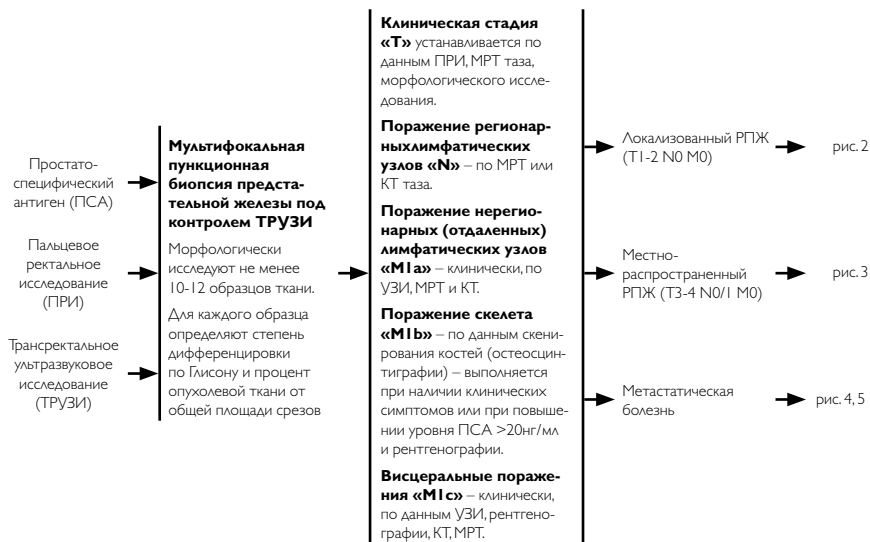 Простато-
специфический
антиген (ПСА)
Пальцевое
ректальное
исследование
(ПРИ)
Трансректальное
ультразвуковое
исследование
(ТРУЗИ)
Мультифокальная
пункционная
биопсия предста-
тельной железы под
контролем ТРУЗИ
Морфологически
исследуют не менее
10-12 образцов ткани.
Для каждого образца
определяют степень
дифференцировки
по Глисону и процент
опухолевой ткани от
общей площади срезов
Клиническая стадия
«Т» устанавливается по
данным ПРИ, МРТ таза,
морфологического иссле-
дования.
Поражение регионар-
ныхлимфатических
узлов «N» – по МРТ или
КТ таза.
Поражение нерегио-
нарных (отдаленных)
лимфатических узлов
«М1а» – клинически, по
УЗИ, МРТ и КТ.
Поражение скелета
«М1b» – по данным скени-
рования костей (остеосцин-
тиграфии) – выполняется
при наличии клинических
симптомов или при повыше-
нии уровня ПСА >20нг/мл
и рентгенографии.
Висцеральные пораже-
ния «М1с» – клинически,
по данным УЗИ, рентгено-
графии, КТ, МРТ.
Локализованный РПЖ
(Т1-2 N0 M0)
рис. 2
Местно-
распространенный
РПЖ (Т3-4 N0/1 M0)
рис. 3
Метастатическая
болезнь
рис. 4, 5